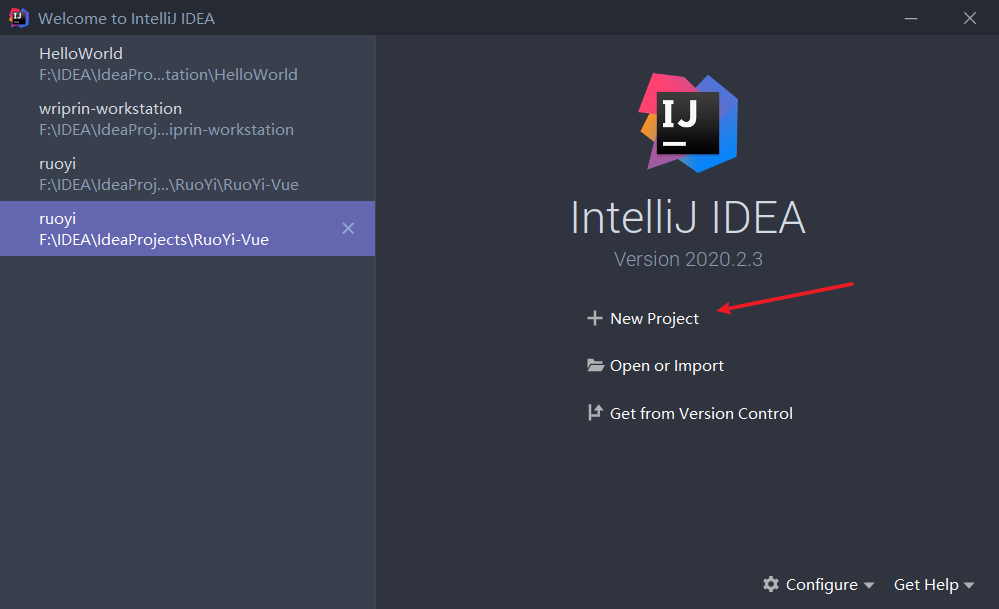 Welcome to IntelliJ IDEA
HelloWorld
F:\IDEA\IdeaPro...tation\HelloWorld
wriprin-workstation
F:\IDEA\IdeaProj...iprin-workstation
ruoyi
F:\IDEA\IdeaProj...\RuoYi\RuoYi-Vue
ruoyi
F:\IDEA\IdeaProjects\RuoYi-Vue
IJ
IntelliJ IDEA
Version 2020.2.3
New Project
Open or Import
Get from Version Control
Configure
Get Help